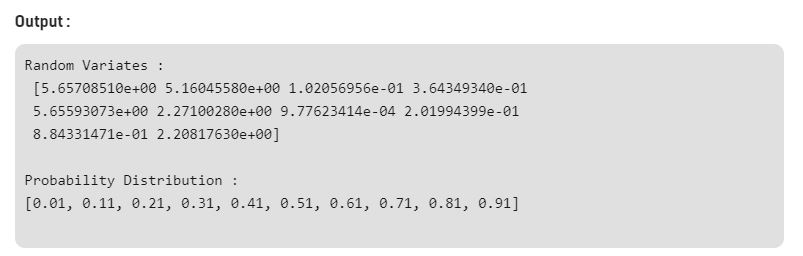 Output :
Random Variates :
[5.65708510e+00 5.16045580e+00 1.02056956e-01 3.64349340e-01
5.65593073e+00 2.27100280e+00 9.77623414e-04 2.01994399e-01
8.84331471e-01 2.20817630e+00]
Probability Distribution :
[0.01, 0.11, 0.21, 0.31, 0.41, 0.51, 0.61, 0.71, 0.81, 0.91]